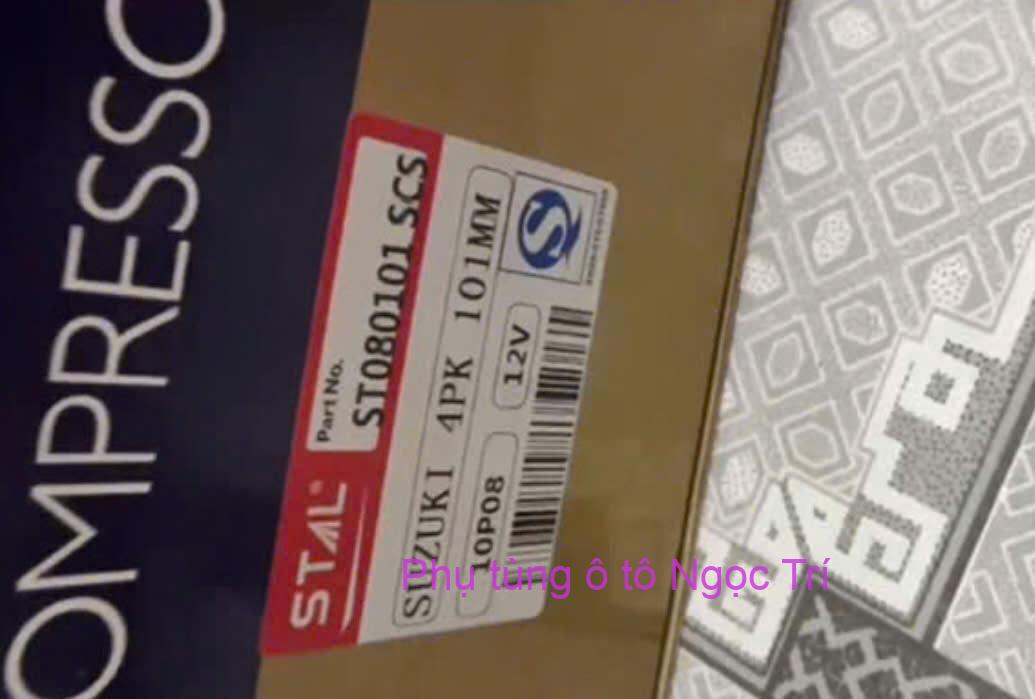 OMPRESSO
STAL®
Part No.
ST080101 SCS
SUZUKI 4PK 101MM
10P08
12V
S
Phụ tùng ô tô Ngọc Trí